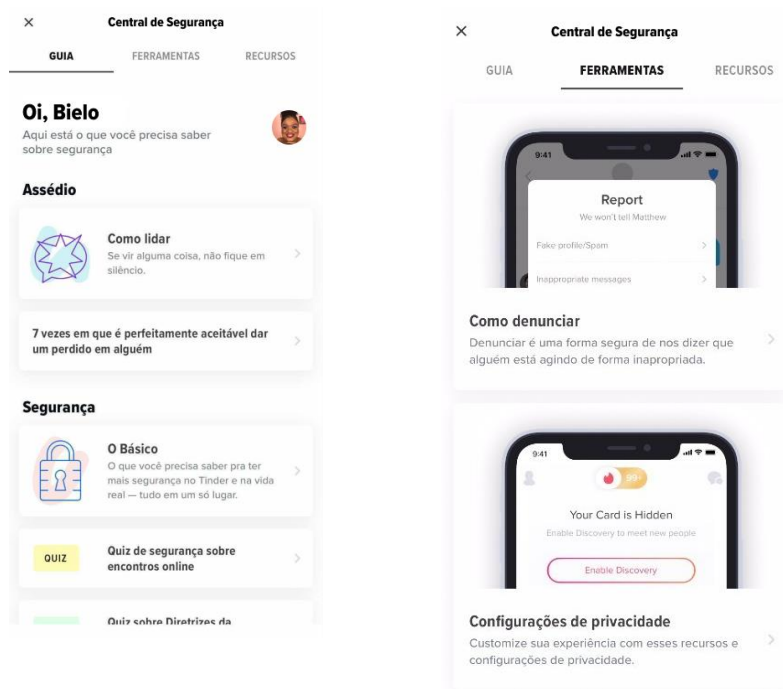 Central de Segurança
GUIA FERRAMENTAS RECURSOS
Oi, Bielo
Aqui está o que você precisa saber
sobre segurança
Assédio
Como lidar
Se vir alguma coisa, não fique em
silêncio.
7 vezes em que é perfeitamente aceitável dar
um perdido em alguém
Segurança
O Básico
O que você precisa saber pra ter
mais segurança no Tinder e na vida
real — tudo em um só lugar.
QUIZ
Quiz de segurança sobre
encontros online
Quiz sobre Diretrizes da
Central de Segurança
GUIA FERRAMENTAS RECURSOS
9:41
Report
We won't tell Matthew
Fake profile/Spam
Inappropriate messages
Como denunciar
Denunciar é uma forma segura de nos dizer que
alguém está agindo de forma inapropriada.
9:41
99+
Your Card is Hidden
Enable Discovery to meet new people
Enable Discovery
Configurações de privacidade
Customize sua experiência com esses recursos e
configurações de privacidade.